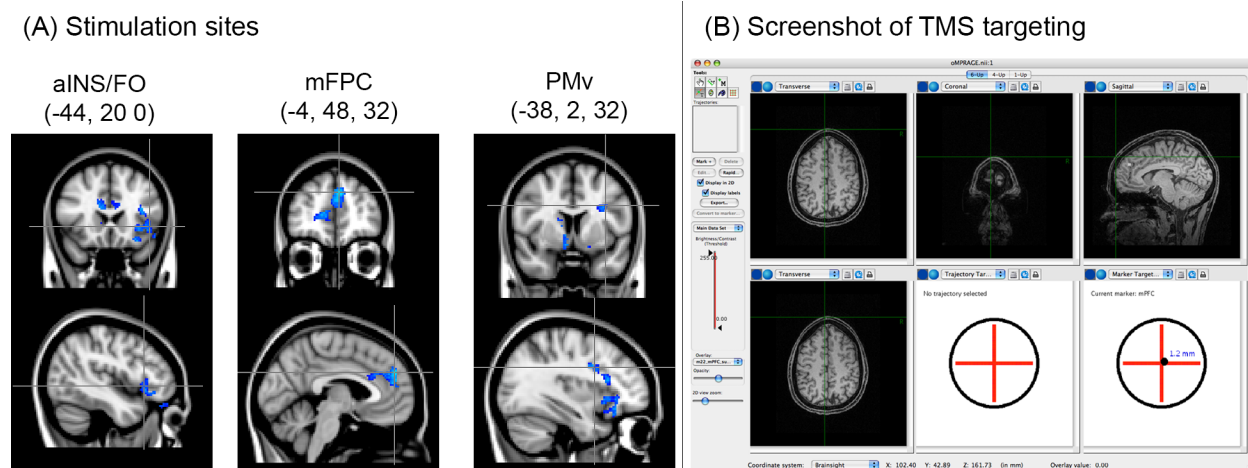 (A) Stimulation sites
aINS/FO
(-44, 20 0)
mFPC
(-4, 48, 32)
PMv
(-38, 2, 32)
(B) Screenshot of TMS targeting
oMPRAGE.nii:1
6-Up 4-Up 1-Up
Tools:
Trajectories:
Mark + Delete
Edit... Rapid...
Display in 2D
Display labels
Export...
Convert to marker...
Main Data Set
Brightness/Contrast
(Threshold)
255.00
0.00
Overlay:
Opacity:
2D view zoom:
Transverse
Coronal
Sagittal
Transverse
Trajectory Tar...
No trajectory selected
Marker Target...
Current marker: mPFC
1.2 mm
Coordinate system: Brainsight X: 102.40 Y: 42.89 Z: 161.73 (in mm) Overlay value: 0.00